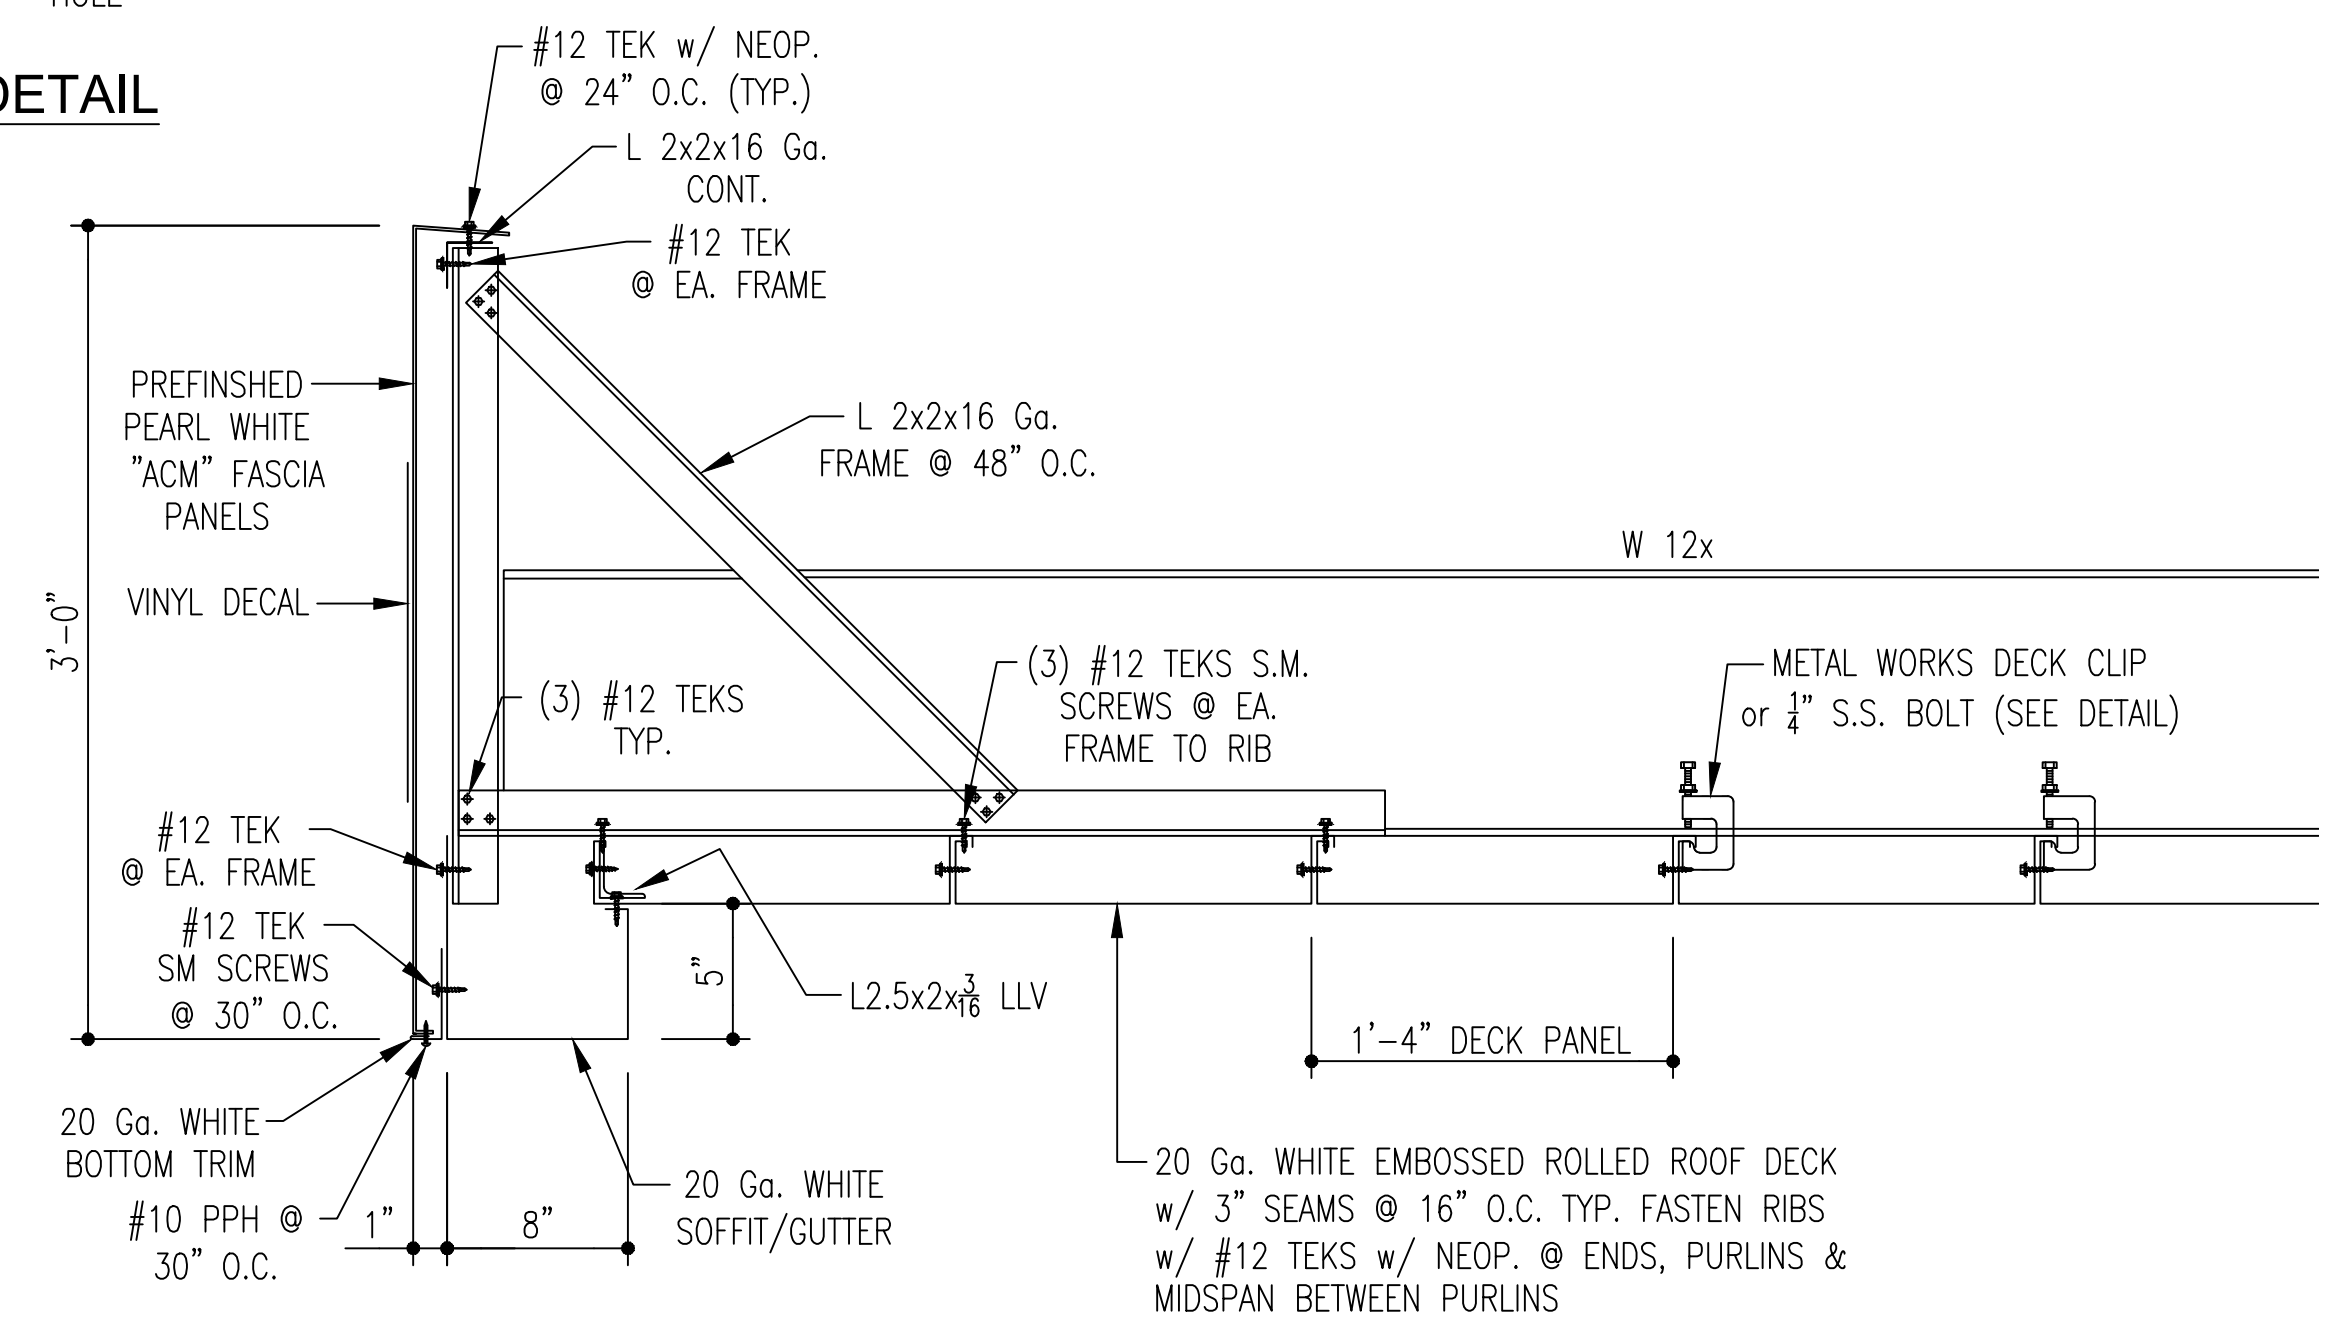 DETAIL
#12 TEK w/ NEOP.
@ 24" O.C. (TYP.)
L 2x2x16 Ga.
CONT.
#12 TEK
@ EA. FRAME
PREFINSHED
PEARL WHITE
"ACM" FASCIA
PANELS
L 2x2x16 Ga.
FRAME @ 48" O.C.
W 12x
VINYL DECAL
3'-0"
(3) #12 TEKS
TYP.
(3) #12 TEKS S.M.
SCREWS @ EA.
FRAME TO RIB
METAL WORKS DECK CLIP
or 1/4" S.S. BOLT (SEE DETAIL)
#12 TEK
@ EA. FRAME
#12 TEK
SM SCREWS
@ 30" O.C.
5"
L2.5x2x3/16 LLV
1'-4" DECK PANEL
20 Ga. WHITE
BOTTOM TRIM
#10 PPH @
30" O.C.
1"
8"
20 Ga. WHITE
SOFFIT/GUTTER
20 Ga. WHITE EMBOSSED ROLLED ROOF DECK
w/ 3" SEAMS @ 16" O.C. TYP. FASTEN RIBS
w/ #12 TEKS w/ NEOP. @ ENDS, PURLINS &
MIDSPAN BETWEEN PURLINS